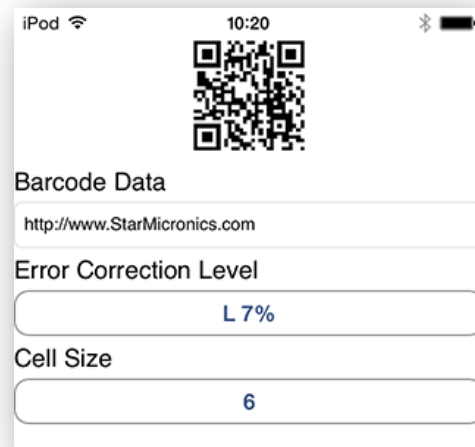 iPod 10:20
Barcode Data
http://www.StarMicronics.com
Error Correction Level
L 7%
Cell Size
6